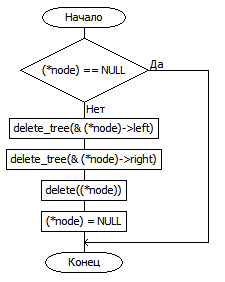 Начало
(*node) == NULL
Да
Нет
delete_tree(& (*node)->left)
delete_tree(& (*node)->right)
delete((*node))
(*node) = NULL
Конец